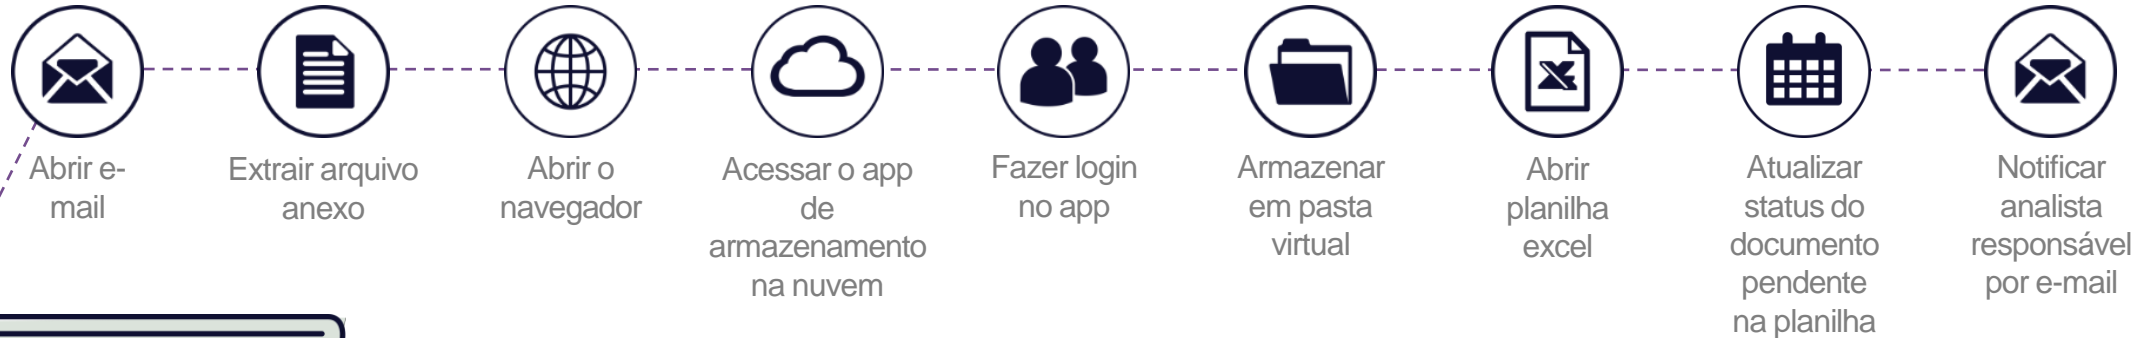 Abrir e-
mail
Extrair arquivo
anexo
Abrir o
navegador
Acessar o app
de
armazenamento
na nuvem
Fazer login
no app
Armazenar
em pasta
virtual
Abrir
planilha
excel
Atualizar
status do
documento
pendente
na planilha
Notificar
analista
responsável
por e-mail